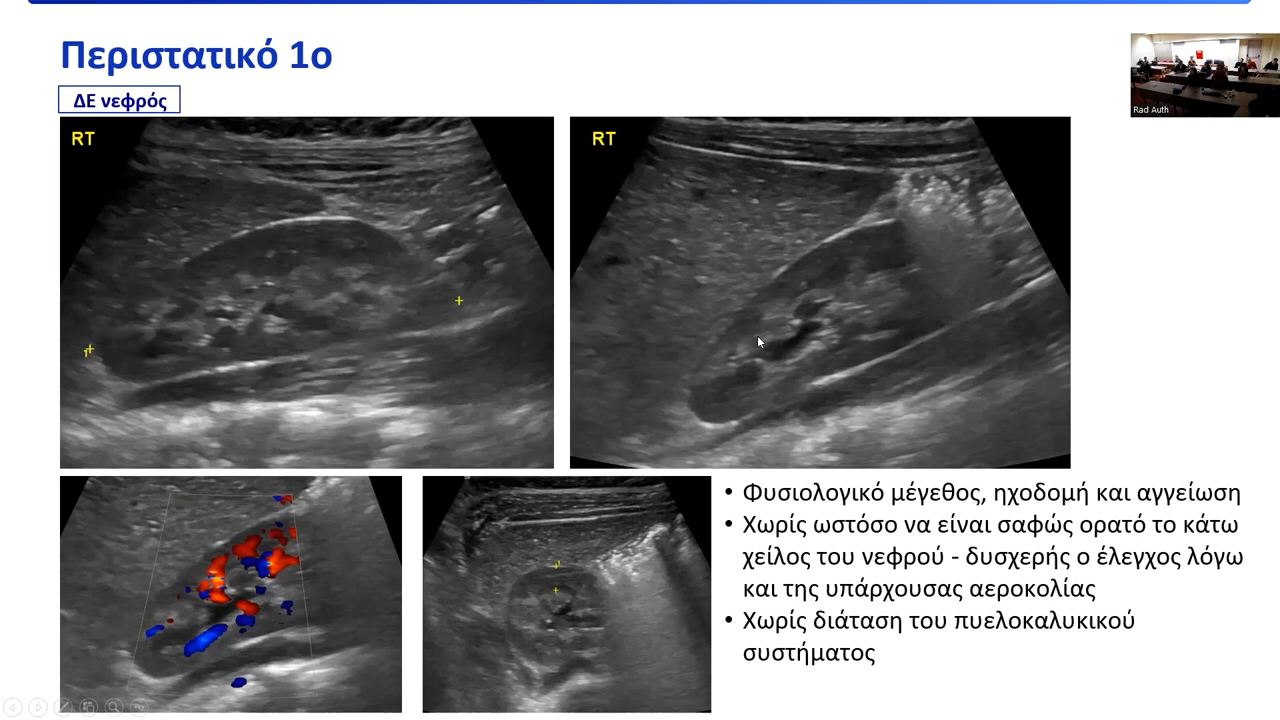 Περιστατικό 1ο
ΔΕ νεφρός
Rad Auth
RT
RT
• Φυσιολογικό μέγεθος, ηχοδομή και αγγείωση
• Χωρίς ωστόσο να είναι σαφώς ορατό το κάτω
χείλος του νεφρού - δυσχερής ο έλεγχος λόγω
και της υπάρχουσας αεροκολίας
• Χωρίς διάταση του πυελοκαλυκικού
συστήματος